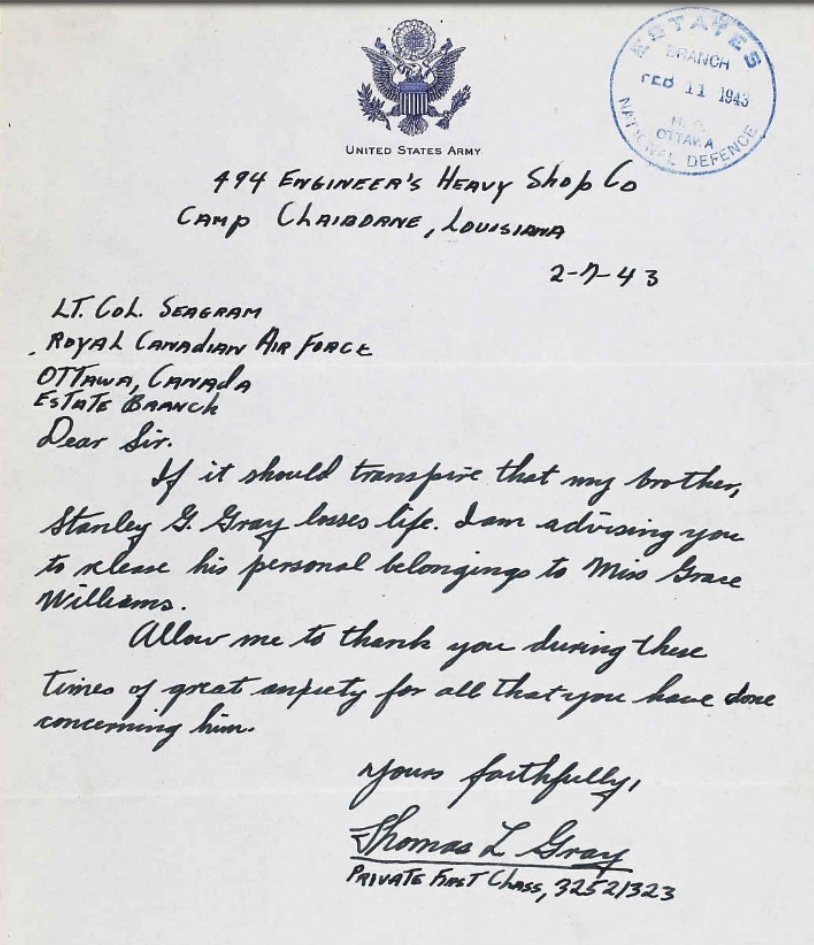 ESTATES
BRANCH
FEB 11 1943
H.Q.
OTTAWA
NATIONAL DEFENCE
UNITED STATES ARMY
494 ENGINEER'S HEAVY SHOP CO
CAMP CLAIBORNE, LOUISIANA
2-7-43
LT. COL. SEAGRAM
ROYAL CANADIAN AIR FORCE
OTTAWA, CANADA
ESTATE BRANCH
Dear Sir.
If it should transpire that my brother,
Stanley G. Gray losses life. I am advising you
to release his personal belongings to Miss Grace
Williams.
Allow me to thank you during these
times of great anxiety for all that you have done
concerning him.
Yours faithfully,
Thomas L Gray
PRIVATE FIRST CLASS, 32521323